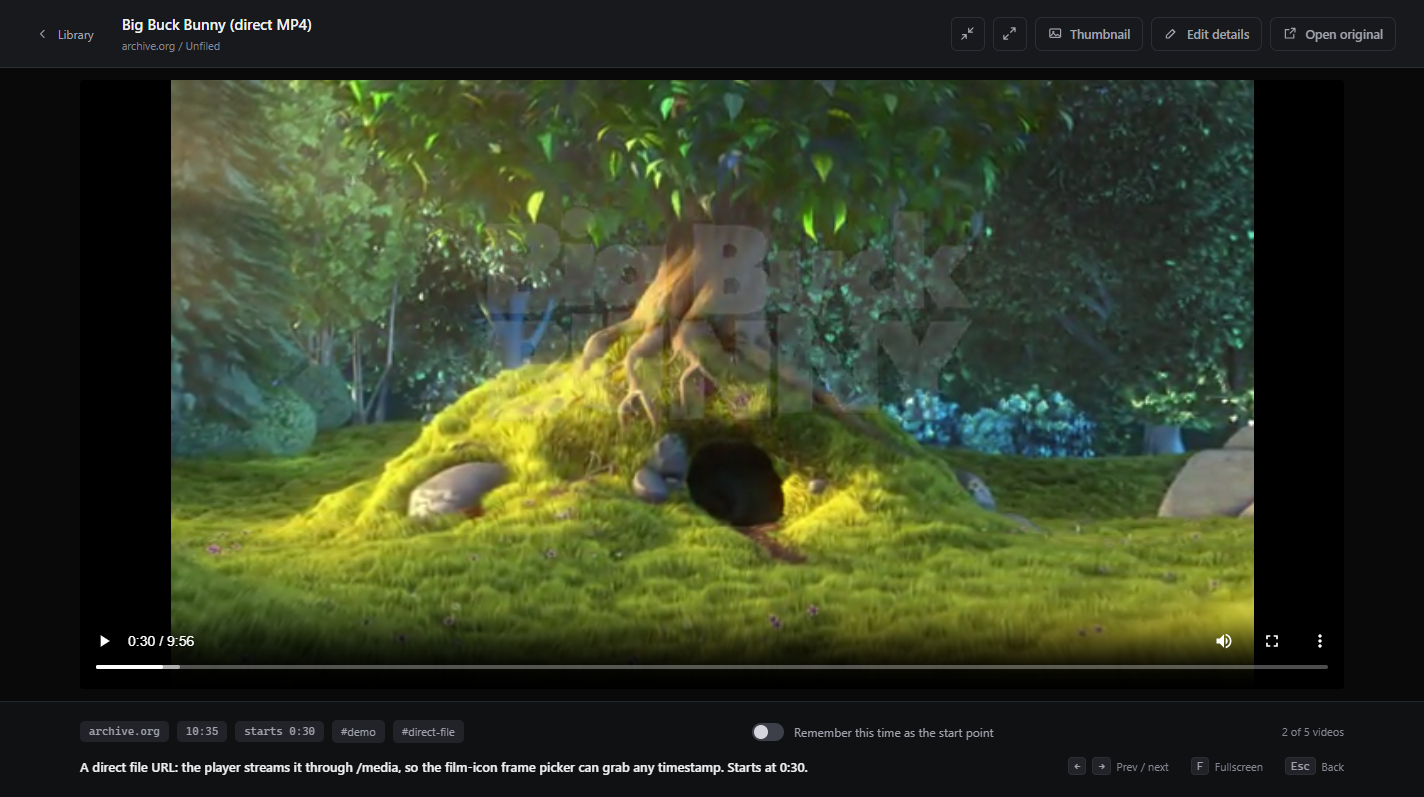 Library
Big Buck Bunny (direct MP4)
archive.org / Unfiled
Thumbnail
Edit details
Open original
Big Buck
BUNNY
0:30 / 9:56
archive.org
10:35
starts 0:30
#demo
#direct-file
Remember this time as the start point
2 of 5 videos
A direct file URL: the player streams it through /media, so the film-icon frame picker can grab any timestamp. Starts at 0:30.
← → Prev / next
F Fullscreen
Esc Back